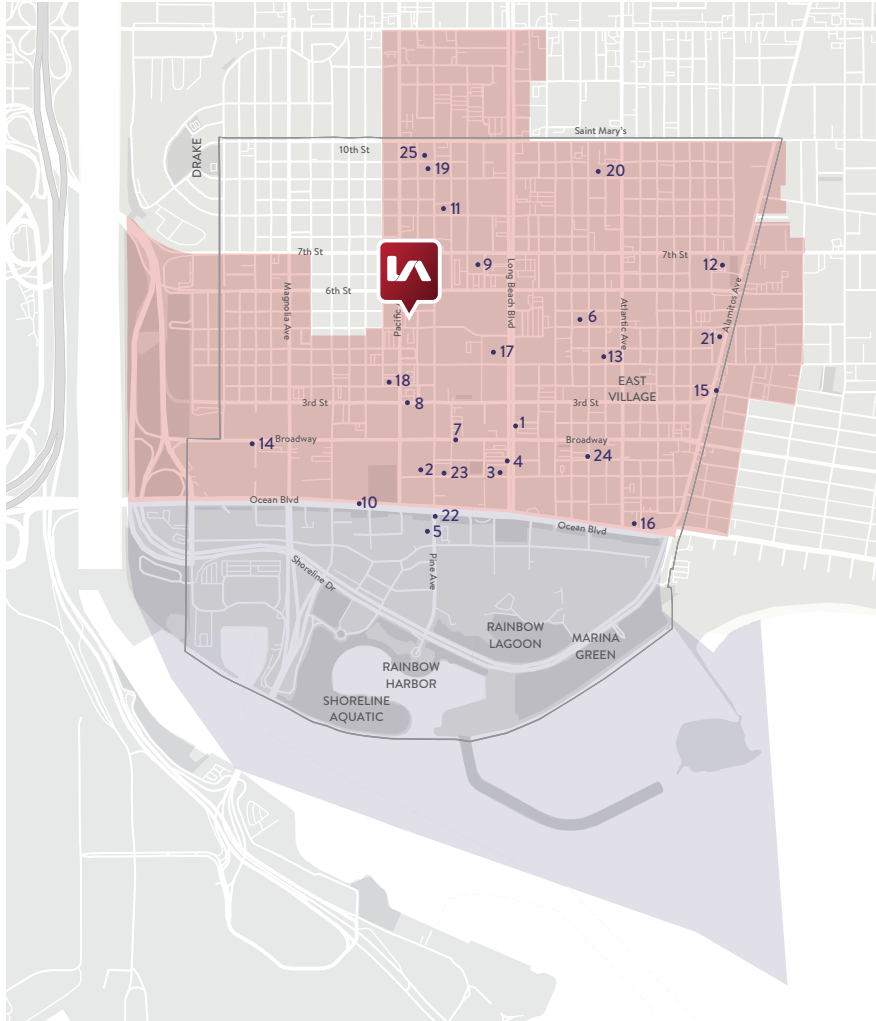 Saint Mary's
DRAKE
10th St
25
19
20
11
7th St
7th St
9
12
LA
6th St
Magnolia Ave
Pacific
Long Beach Blvd
Atlantic Ave
Alamitos Ave
6
21
17
13
18
EAST
VILLAGE
15
3rd St
8
3rd St
1
7
14
Broadway
Broadway
24
2
23
3
4
Ocean Blvd
10
22
16
Ocean Blvd
5
Pine Ave
Shoreline Dr
RAINBOW
LAGOON
MARINA
GREEN
RAINBOW
HARBOR
SHORELINE
AQUATIC